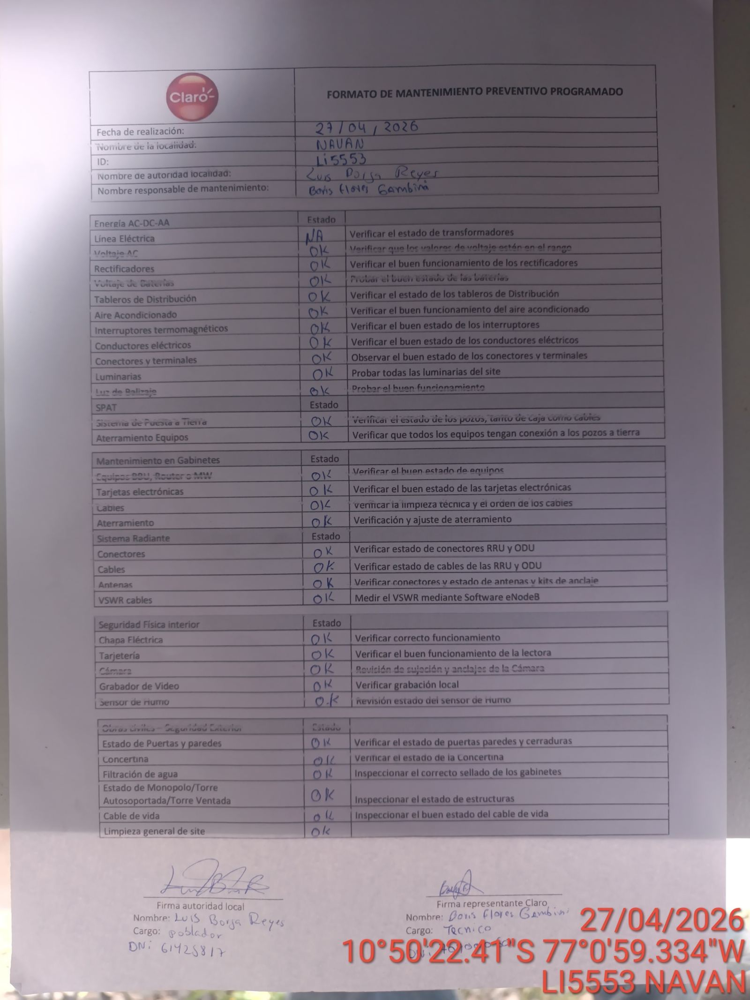 Claro
FORMATO DE MANTENIMIENTO PREVENTIVO PROGRAMADO
Fecha de realización: 27/04/2026
Nombre de la localidad: NAVAN
ID: Li5553
Nombre de autoridad localidad: Luis Borja Reyes
Nombre responsable de mantenimiento: Boris Flores Gambini
Energía AC-DC-AA Estado
Línea Eléctrica NA Verificar el estado de transformadores
Voltaje AC OK Verificar que los valores de voltaje estén en el rango
Rectificadores OK Verificar el buen funcionamiento de los rectificadores
Voltaje de Baterías OK Probar el buen estado de las baterías
Tableros de Distribución OK Verificar el estado de los tableros de Distribución
Aire Acondicionado OK Verificar el buen funcionamiento del aire acondicionado
Interruptores termomagnéticos OK Verificar el buen estado de los interruptores
Conductores eléctricos OK Verificar el buen estado de los conductores eléctricos
Conectores y terminales OK Observar el buen estado de los conectores y terminales
Luminarias OK Probar todas las luminarias del site
Luz de Balizaje OK Probar el buen funcionamiento
SPAT Estado
Sistema de Puesta a Tierra OK Verificar el estado de los pozos, tanto de caja como cables
Aterramiento Equipos OK Verificar que todos los equipos tengan conexión a los pozos a tierra
Mantenimiento en Gabinetes Estado
Equipos BBU, Router o MW OK Verificar el buen estado de equipos
Tarjetas electrónicas OK Verificar el buen estado de las tarjetas electrónicas
Cables OK Verificar la limpieza técnica y el orden de los cables
Aterramiento OK Verificación y ajuste de aterramiento
Sistema Radiante Estado
Conectores OK Verificar estado de conectores RRU y ODU
Cables OK Verificar estado de cables de las RRU y ODU
Antenas OK Verificar conectores y estado de antenas y kits de anclaje
VSWR cables OK Medir el VSWR mediante Software eNodeB
Seguridad Física interior Estado
Chapa Eléctrica OK Verificar correcto funcionamiento
Tarjetería OK Verificar el buen funcionamiento de la lectora
Cámara OK Revisión de sujeción y anclajes de la Cámara
Grabador de Video OK Verificar grabación local
Sensor de Humo O.K Revisión estado del sensor de Humo
Obras civiles – Seguridad Exterior Estado
Estado de Puertas y paredes OK Verificar el estado de puertas paredes y cerraduras
Concertina OK Verificar el estado de la Concertina
Filtración de agua OK Inspeccionar el correcto sellado de los gabinetes
Estado de Monopolo/Torre
Autosoportada/Torre Ventada OK Inspeccionar el estado de estructuras
Cable de vida OK Inspeccionar el buen estado del cable de vida
Limpieza general de site OK
Firma autoridad local
Nombre: Luis Borja Reyes
Cargo: poblador
DNi 61425817
Firma representante Claro
Nombre: Boris Flores Gambini
Cargo: Tecnico
DNi
27/04/2026
10°50'22.41"S 77°0'59.334"W
LI5553 NAVAN